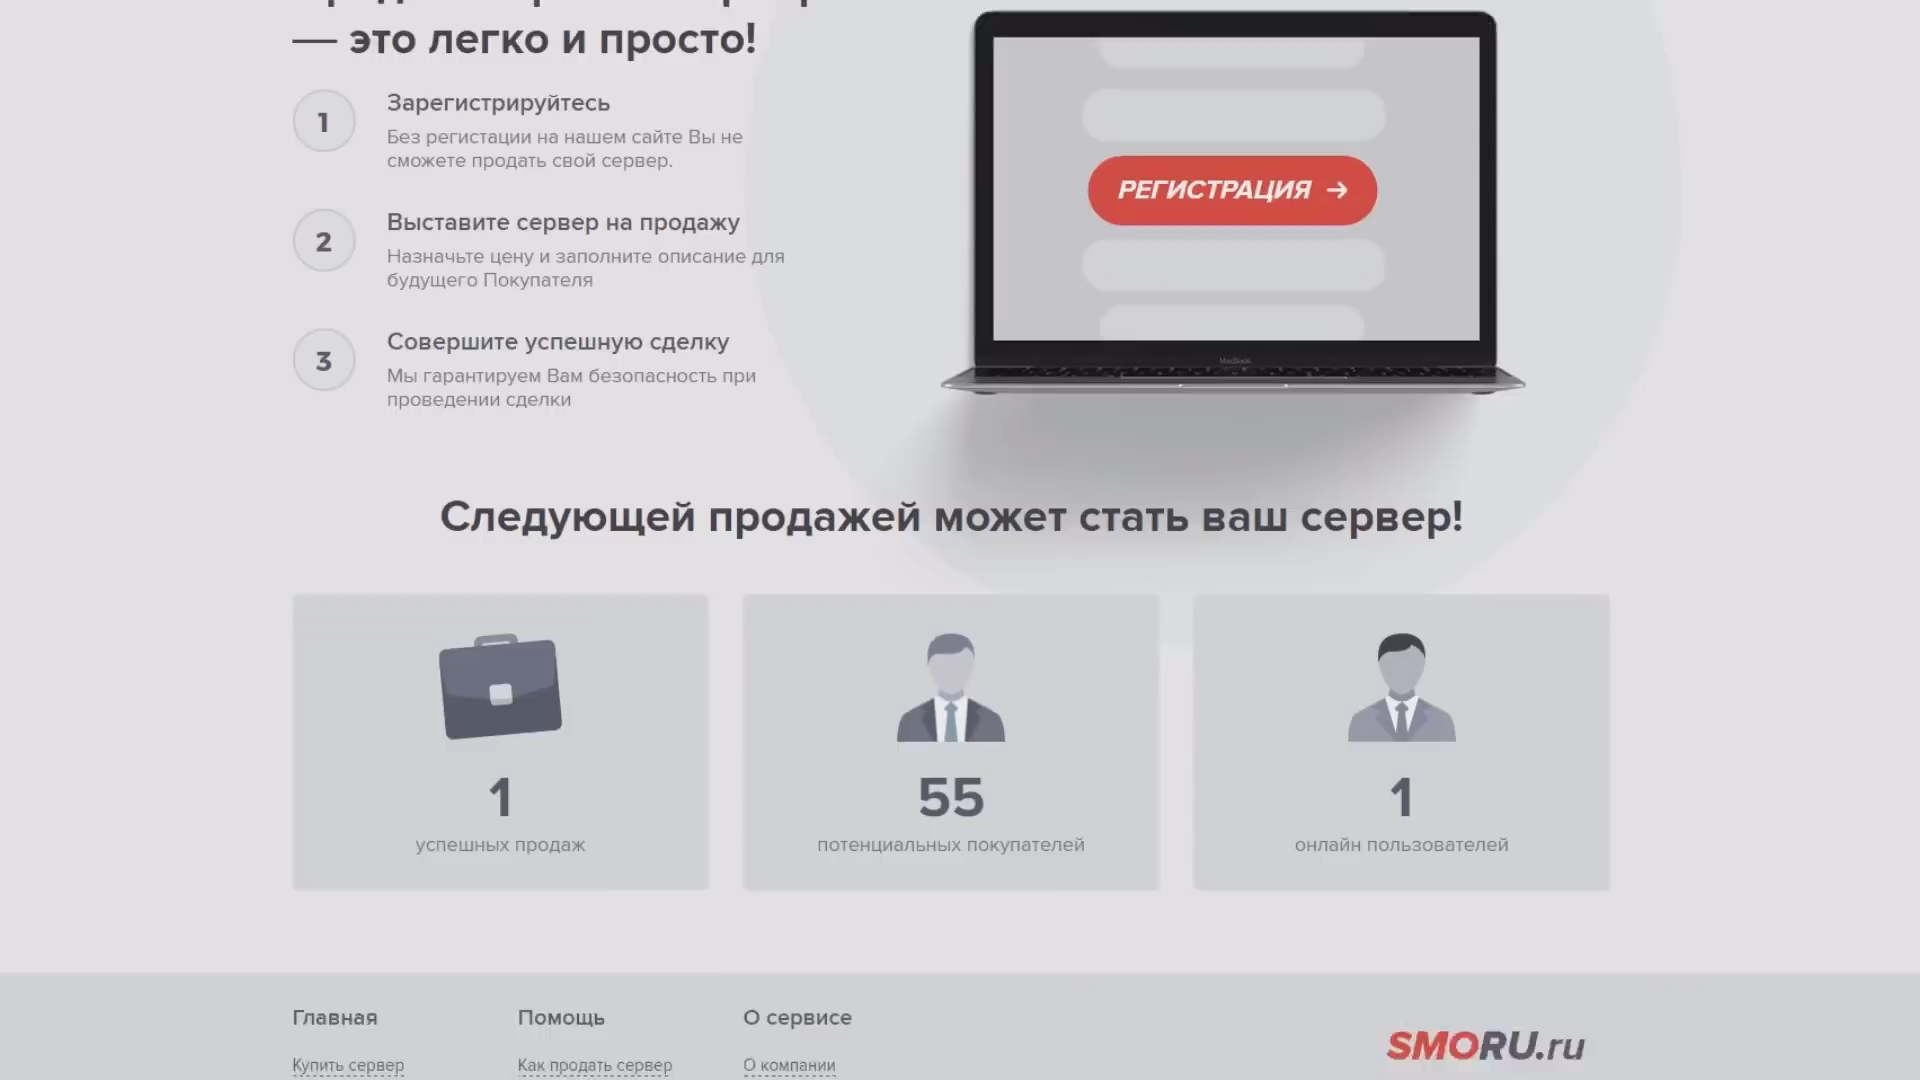 — это легко и просто!
1
Зарегистрируйтесь
Без регистации на нашем сайте Вы не
сможете продать свой сервер.
2
Выставите сервер на продажу
Назначьте цену и заполните описание для
будущего Покупателя
3
Совершите успешную сделку
Мы гарантируем Вам безопасность при
проведении сделки
РЕГИСТРАЦИЯ →
MacBook
Следующей продажей может стать ваш сервер!
1
успешных продаж
55
потенциальных покупателей
1
онлайн пользователей
Главная
Купить сервер
Помощь
Как продать сервер
О сервисе
О компании
SMORU.ru